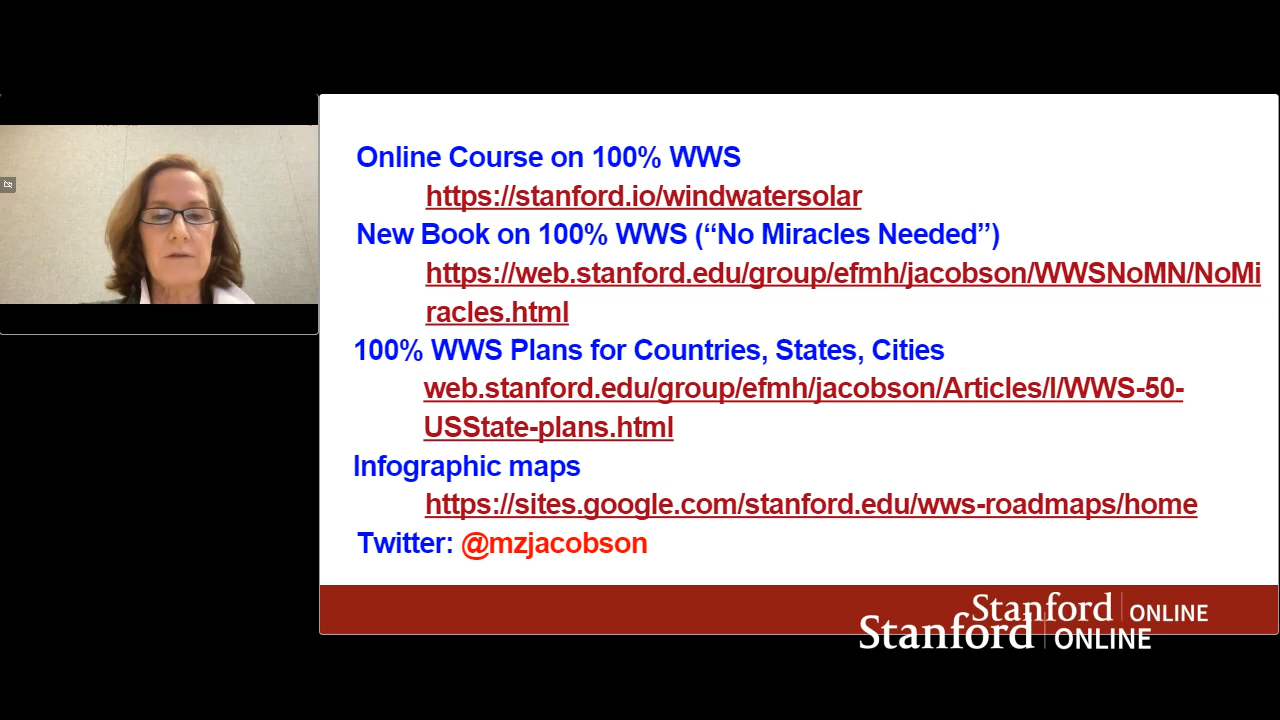 Online Course on 100% WWS
https://stanford.io/windwatersolar
New Book on 100% WWS (“No Miracles Needed”)
https://web.stanford.edu/group/efmh/jacobson/WWSNoMN/NoMi
racles.html
100% WWS Plans for Countries, States, Cities
web.stanford.edu/group/efmh/jacobson/Articles/I/WWS-50-
USState-plans.html
Infographic maps
https://sites.google.com/stanford.edu/wws-roadmaps/home
Twitter: @mzjacobson
Stanford ONLINE
Stanford ONLINE